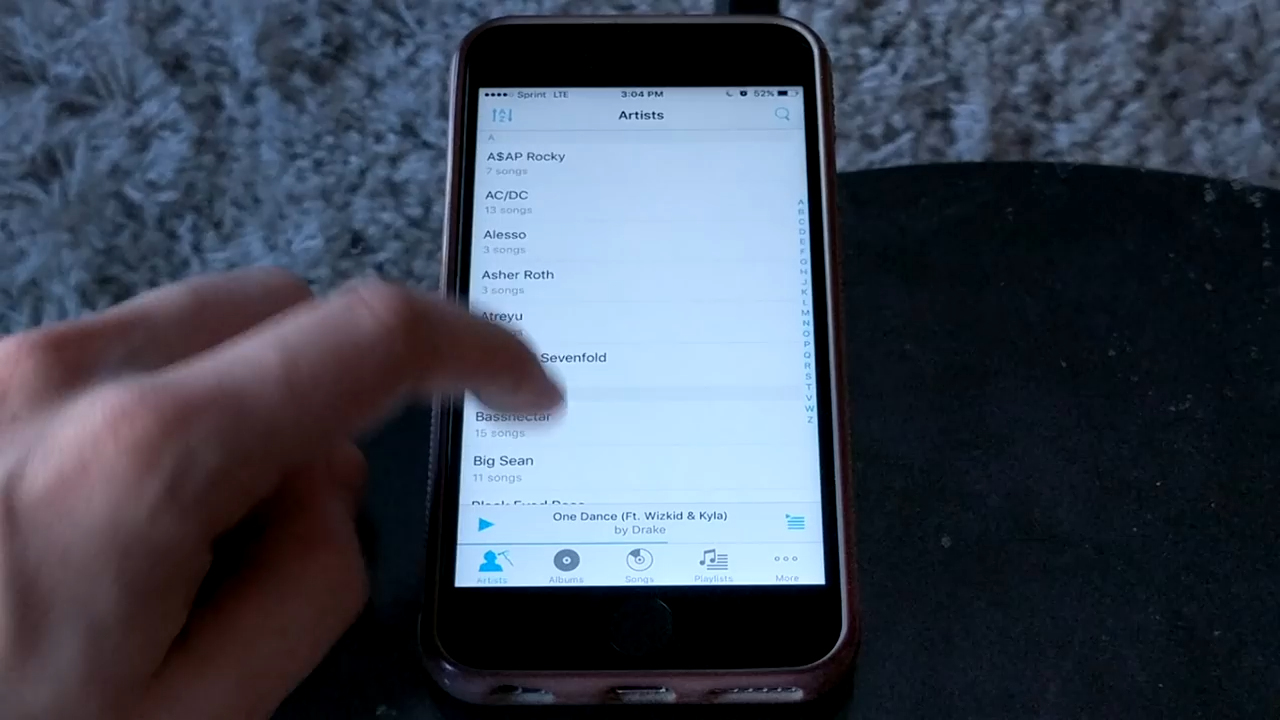 Sprint LTE 3:04 PM 52%
Artists
A
A$AP Rocky
7 songs
AC/DC
13 songs
Alesso
3 songs
Asher Roth
3 songs
Atreyu
Sevenfold
Bassnectar
15 songs
Big Sean
11 songs
A
B
C
D
E
F
G
H
J
K
L
M
N
O
P
Q
R
S
T
V
W
Z
One Dance (Ft. Wizkid & Kyla)
by Drake
Artists Albums Songs Playlists More